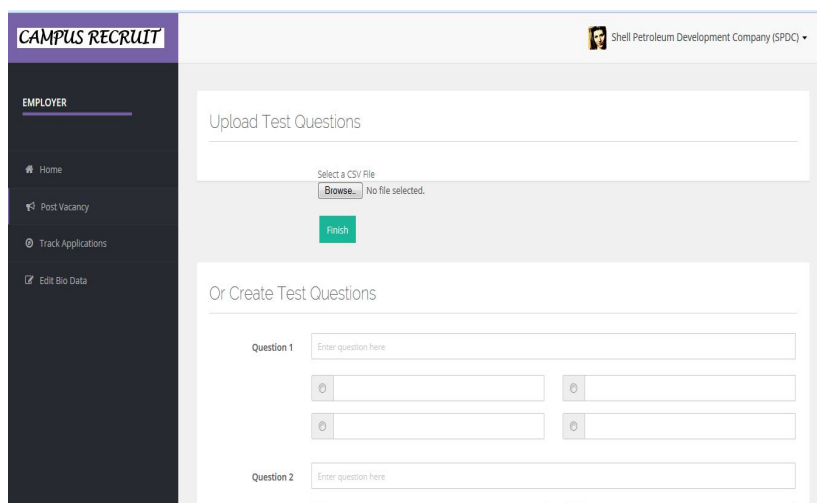 CAMPUS RECRUIT
Shell Petroleum Development Company (SPDC)
EMPLOYER
Home
Post Vacancy
Track Applications
Edit Bio Data
Upload Test Questions
Select a CSV File
Browse.. No file selected.
Finish
Or Create Test Questions
Question 1 Enter question here
Question 2 Enter question here